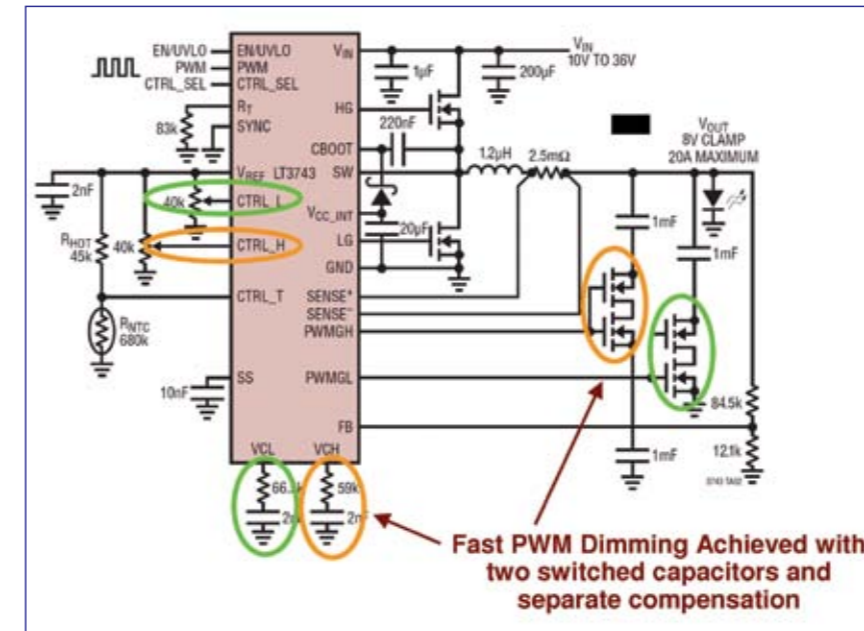 EN/UVLO
EN/UVLO
PWM
PWM
CTRL_SEL
CTRL_SEL
RT
83k
SYNC
VIN
1µF
200µF
VIN
10V TO 36V
HG
220nF
CBOOT
1.2µH
2.5mΩ
VOUT
8V CLAMP
20A MAXIMUM
2nF
VREF
LT3743
SW
40k
CTRL_L
VCC_INT
20µF
1mF
1mF
RHOT
45k
40k
CTRL_H
LG
GND
CTRL_T
SENSE+
SENSE-
PWMGH
RNTC
680k
SS
PWMGL
10nF
84.5k
FB
12.1k
VCL
VCH
1mF
3743 TA02
59k
Fast PWM Dimming Achieved with
two switched capacitors and
separate compensation